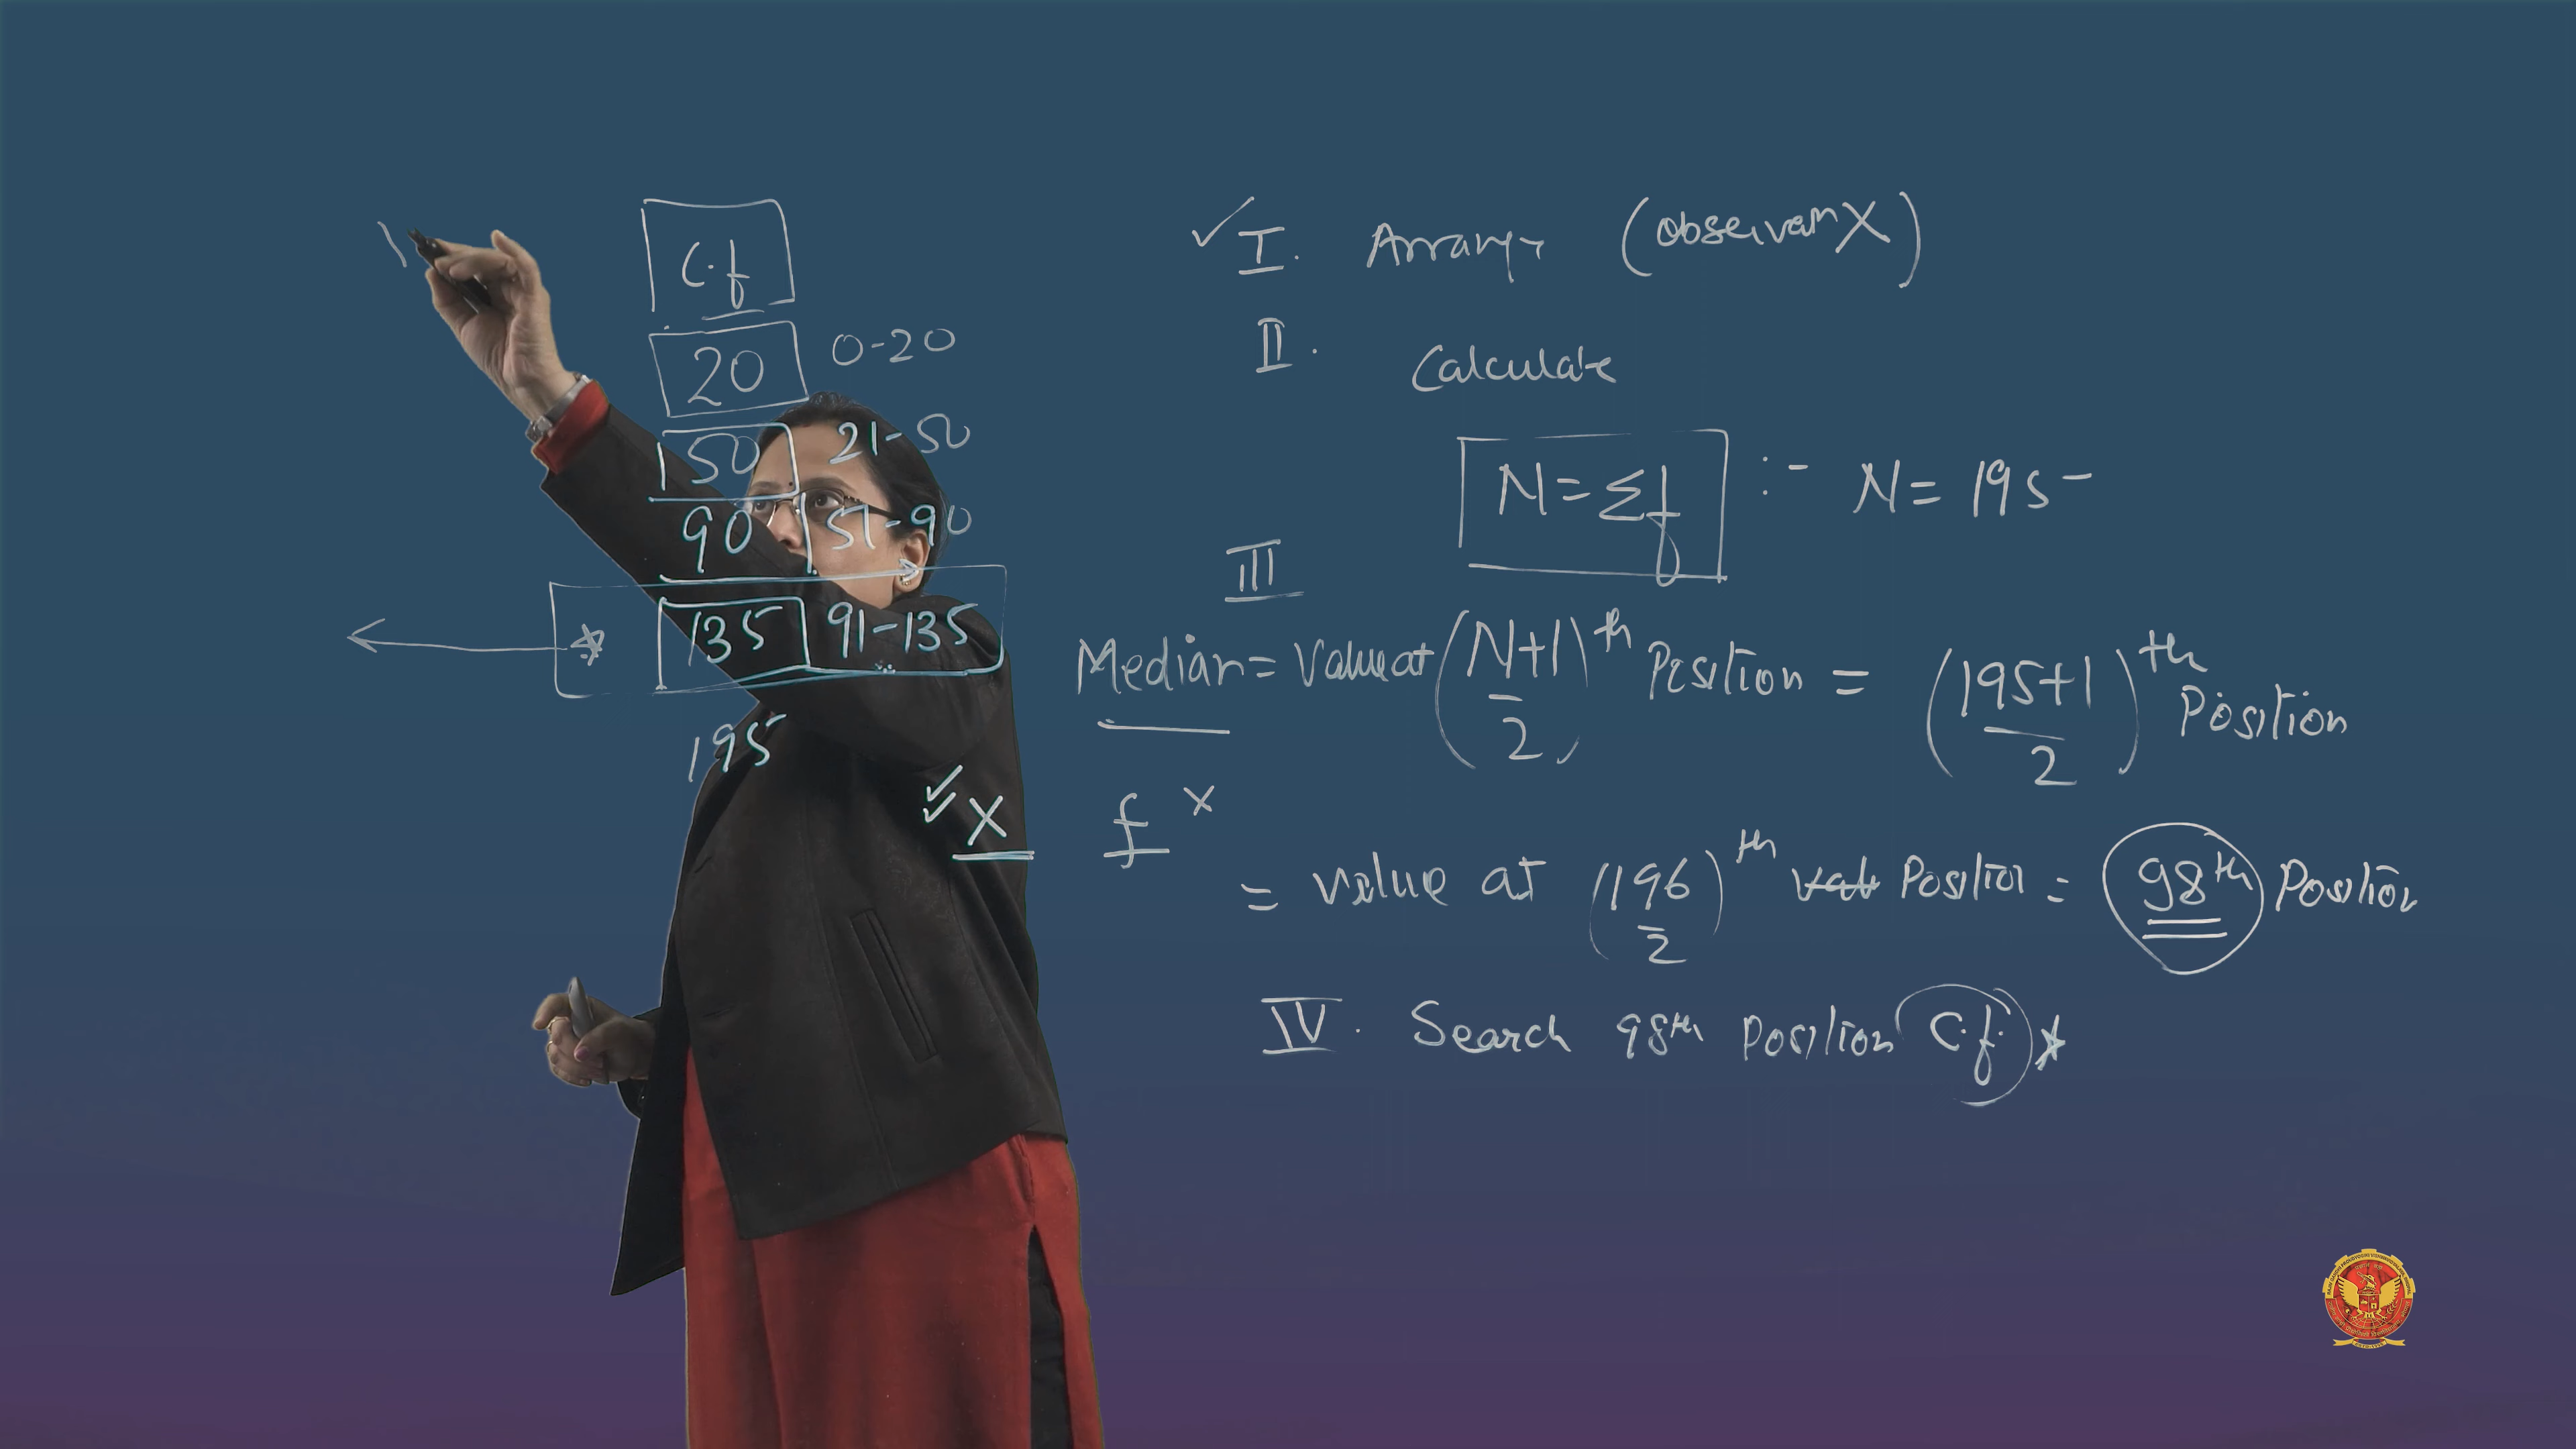 C.f
20 0-20
50 21-50
90 51-90
* 135 91-135
195
✓ I. Arrange (observan X)
II. Calculate
N = Σf :- N = 195
III
Median = Value at (N+1/2)th Position = (195+1/2)th Position
✓✓ X f x
= value at (196/2)th Position = 98th Position
IV. Search 98th Position C.f. *